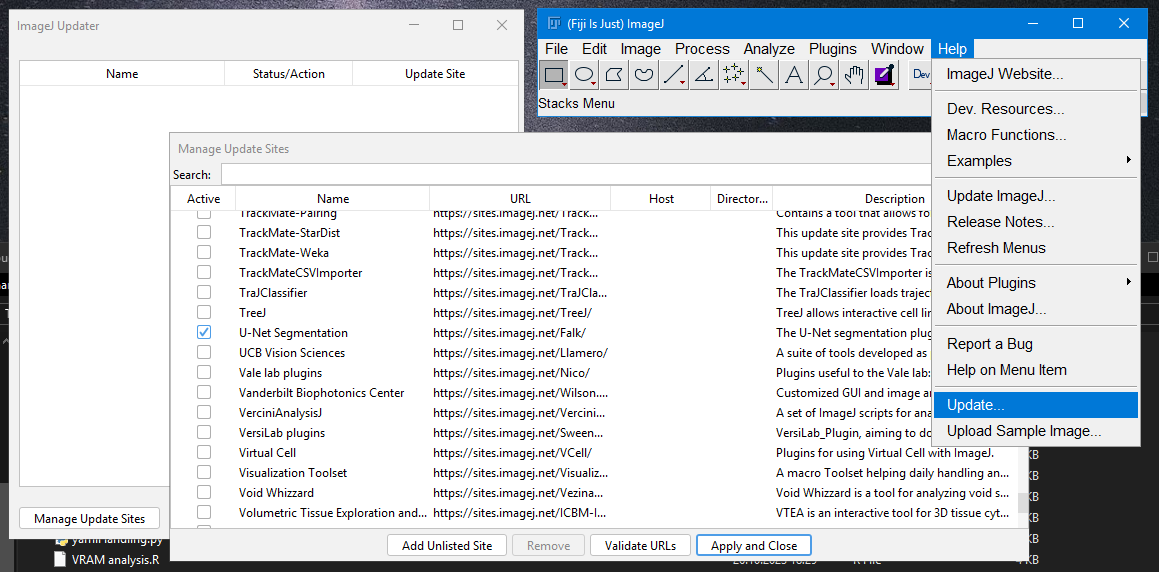 ImageJ Updater
Name Status/Action Update Site
Manage Update Sites
(Fiji Is Just) ImageJ
File Edit Image Process Analyze Plugins Window Help
Dev
Stacks Menu
ImageJ Website...
Dev. Resources...
Macro Functions...
Examples
Update ImageJ...
Release Notes...
Refresh Menus
About Plugins
About ImageJ...
Report a Bug
Help on Menu Item
Update...
Upload Sample Image...
Manage Update Sites
Search:
Active Name URL Host Director... Description
TrackMate-Pairing https://sites.imagej.net/Track... Contains a tool that allows fo
TrackMate-StarDist https://sites.imagej.net/Track... This update site provides Trac
TrackMate-Weka https://sites.imagej.net/Track... This update site provides Trac
TrackMateCSVImporter https://sites.imagej.net/Track... The TrackMateCSVImporter is
TraJClassifier https://sites.imagej.net/TraJCla... The TraJClassifier loads traject
TreeJ https://sites.imagej.net/TreeJ/ TreeJ allows interactive cell lin
U-Net Segmentation https://sites.imagej.net/Falk/ The U-Net segmentation plug
UCB Vision Sciences https://sites.imagej.net/Llamero/ A suite of tools developed as
Vale lab plugins https://sites.imagej.net/Nico/ Plugins useful to the Vale lab:
Vanderbilt Biophotonics Center https://sites.imagej.net/Wilson.... Customized GUI and image an
VerciniAnalysisJ https://sites.imagej.net/Vercini... A set of ImageJ scripts for ana
VersiLab plugins https://sites.imagej.net/Sween... VersiLab_Plugin, aiming to do
Virtual Cell https://sites.imagej.net/VCell/ Plugins for using Virtual Cell with ImageJ.
Visualization Toolset https://sites.imagej.net/Visualiz... A macro Toolset helping daily handling an...
Void Whizzard https://sites.imagej.net/Vezina... Void Whizzard is a tool for analyzing void s...
Volumetric Tissue Exploration and... https://sites.imagej.net/ICBM-I... VTEA is an interactive tool for 3D tissue cyt...
Add Unlisted Site Remove Validate URLs Apply and Close
VRAM analysis.R
KB
KB
KB
KB
KB
KB